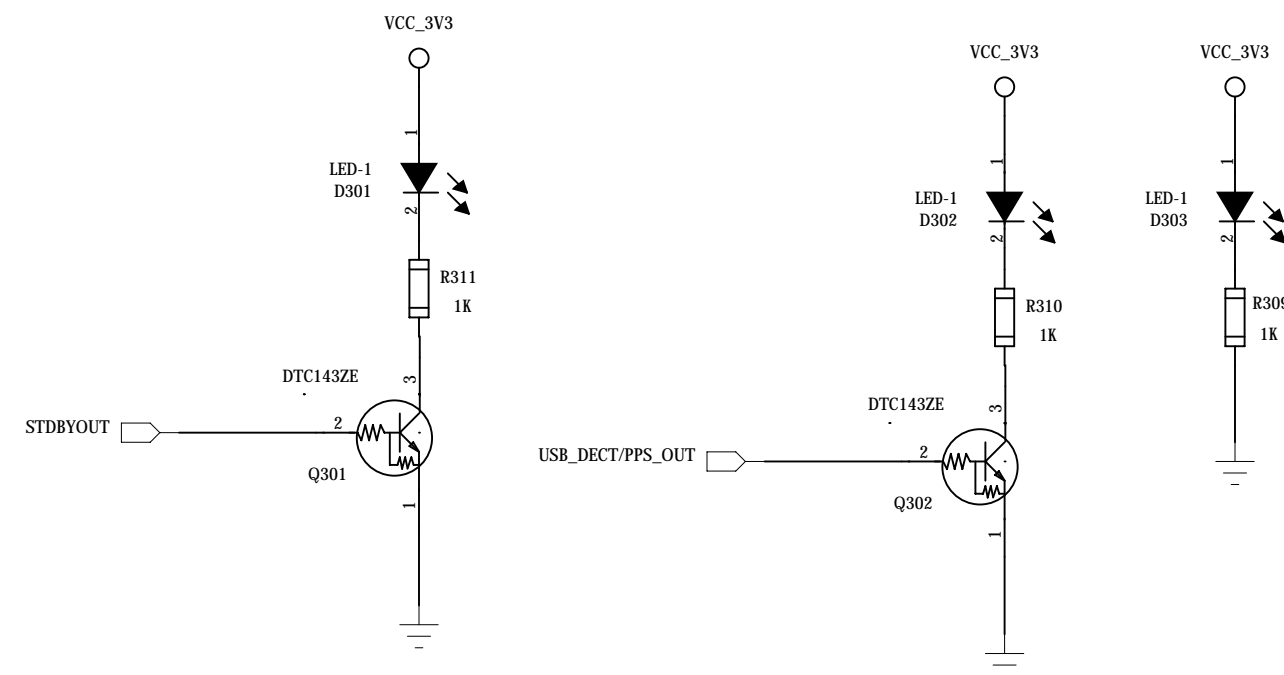 VCC_3V3
1
LED-1
D301
2
R311
1K
DTC143ZE
3
STDBYOUT
2
Q301
1
VCC_3V3
1
LED-1
D302
2
R310
1K
DTC143ZE
3
USB_DECT/PPS_OUT
2
Q302
1
VCC_3V3
1
LED-1
D303
2
R309
1K